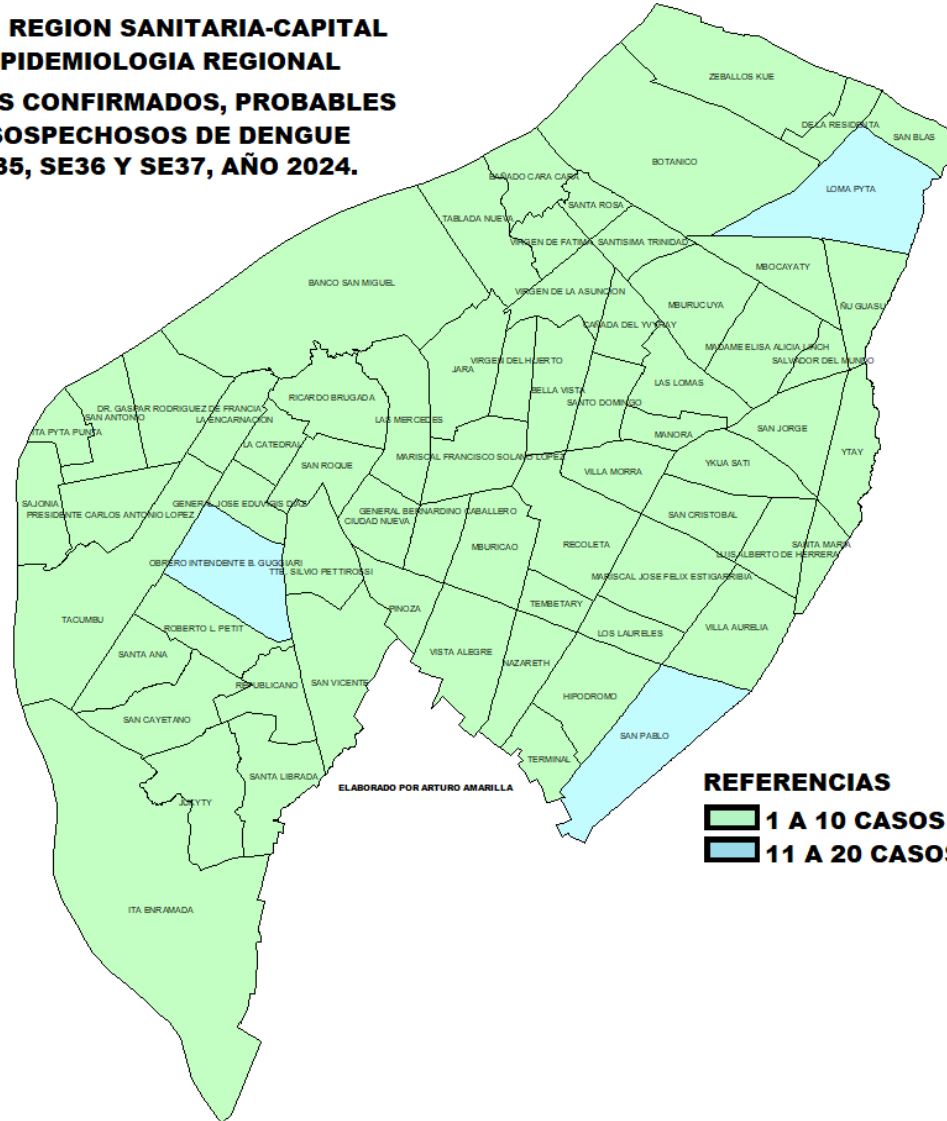 REGION SANITARIA-CAPITAL
PIDEMIOLOGIA REGIONAL
S CONFIRMADOS, PROBABLES
SOSPECHOSOS DE DENGUE
35, SE36 Y SE37, AÑO 2024.
ZEBALLOS KUE
DE LA RESIDENTA
SAN BLAS
BOTANICO
LOMA PYTA
BAÑADO CARA CARA
SANTA ROSA
TABLADA NUEVA
VIRGEN DE FATIMA
SANTISIMA TRINIDAD
MBOCAYATY
BANCO SAN MIGUEL
VIRGEN DE LA ASUNCION
MBURUCUYA
ÑU GUASU
CAÑADA DEL YVYRAY
MADAME ELISA ALICIA LINCH
SALVADOR DEL MUNDO
JARA
VIRGEN DEL HUERTO
BELLA VISTA
LAS LOMAS
SANTO DOMINGO
RICARDO BRUGADA
DR. GASPAR RODRIGUEZ DE FRANCIA
SAN ANTONIO
LA ENCARNACION
LAS MERCEDES
ITA PYTA PUNTA
LA CATEDRAL
MANORA
SAN JORGE
YTAY
SAN ROQUE
MARISCAL FRANCISCO SOLANO LOPEZ
VILLA MORRA
YKUA SATI
SAJONIA
PRESIDENTE CARLOS ANTONIO LOPEZ
GENERAL JOSE EDUVIGIS DIAZ
GENERAL BERNARDINO CABALLERO
CIUDAD NUEVA
SAN CRISTOBAL
MBURICAO
RECOLETA
SANTA MARIA
LUIS ALBERTO DE HERRERA
OBRERO INTENDENTE B. GUGGIARI
TTE. SILVIO PETTIROSSI
MARISCAL JOSE FELIX ESTIGARRIBIA
TACUMBU
ROBERTO L. PETIT
PINOZA
TEMBETARY
LOS LAURELES
VILLA AURELIA
SANTA ANA
VISTA ALEGRE
NAZARETH
REPUBLICANO
SAN VICENTE
HIPODROMO
SAN CAYETANO
SAN PABLO
TERMINAL
SANTA LIBRADA
JUKYTY
ITA ENRAMADA
ELABORADO POR ARTURO AMARILLA
REFERENCIAS
1 A 10 CASOS
11 A 20 CASOS